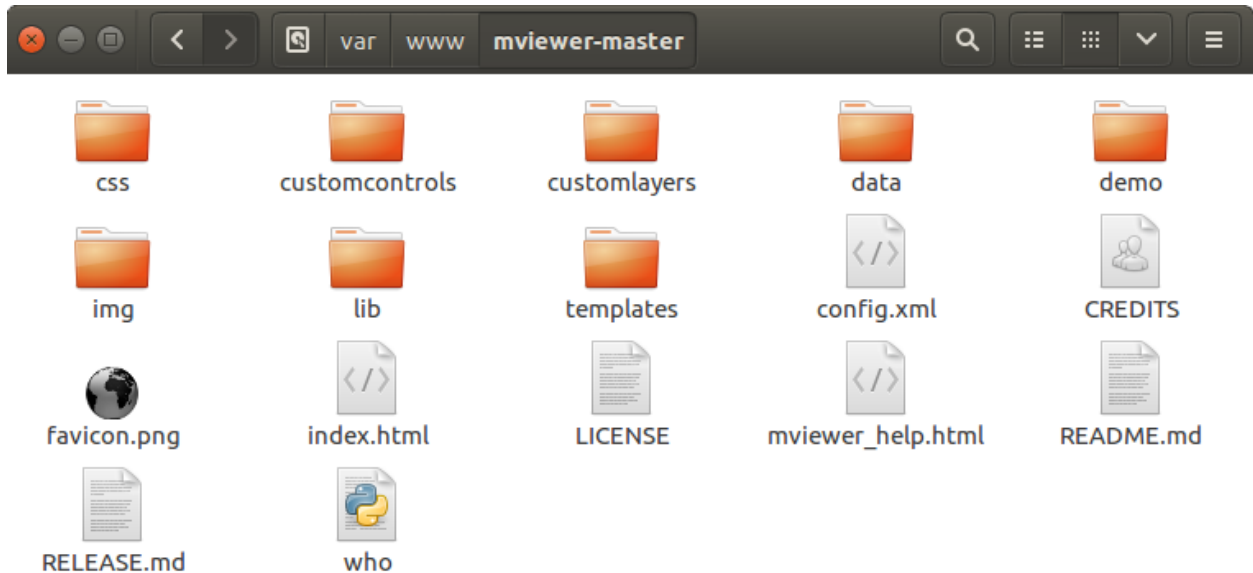 var www mviewer-master
css customcontrols customlayers data demo
img lib templates config.xml CREDITS
favicon.png index.html LICENSE mviewer_help.html README.md
RELEASE.md who